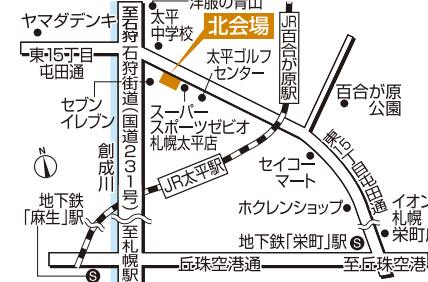 洋服の青山
ヤマダデンキ
至石狩
太平
中学校
北会場
JR百合が原駅
東15丁目
屯田通
石狩街道(国道231号)
太平ゴルフ
センター
百合が原
公園
セブン
イレブン
スーパー
スポーツゼビオ
札幌太平店
東15丁目屯田通
創成川
N
セイコー
マート
JR太平駅
地下鉄
「麻生」駅
ホクレンショップ
イオン
札幌
栄町
地下鉄「栄町」駅
S
至札幌駅
丘珠空港通
至丘珠空港
S